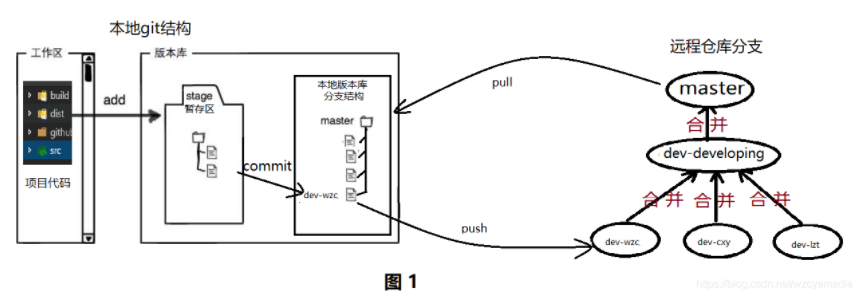 本地git结构
工作区
版本库
远程仓库分支
build
dist
github
src
项目代码
add
stage
暂存区
commit
本地版本库
分支结构
master
dev-wzc
pull
push
master
合并
dev-developing
合并
合并
合并
dev-wzc
dev-cxy
dev-lzt
图 1